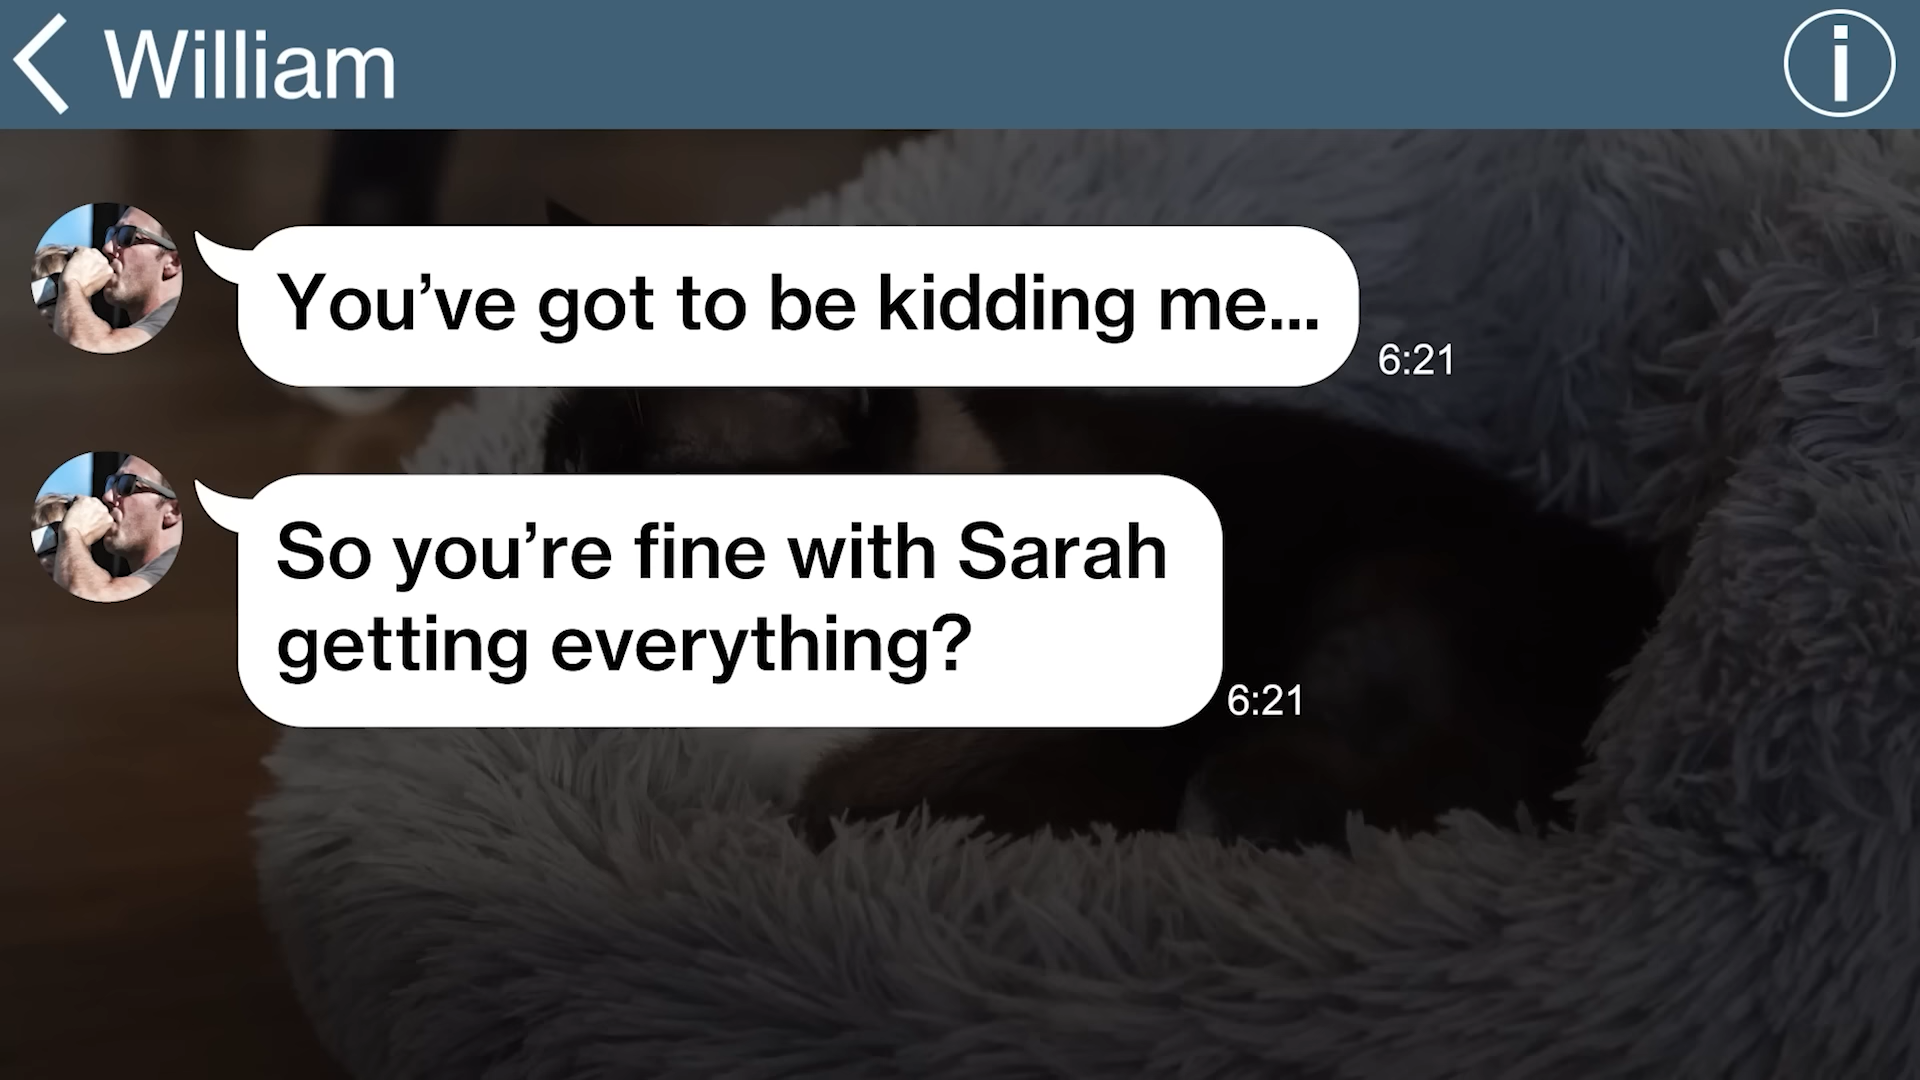 William
You’ve got to be kidding me...
6:21
So you’re fine with Sarah
getting everything?
6:21